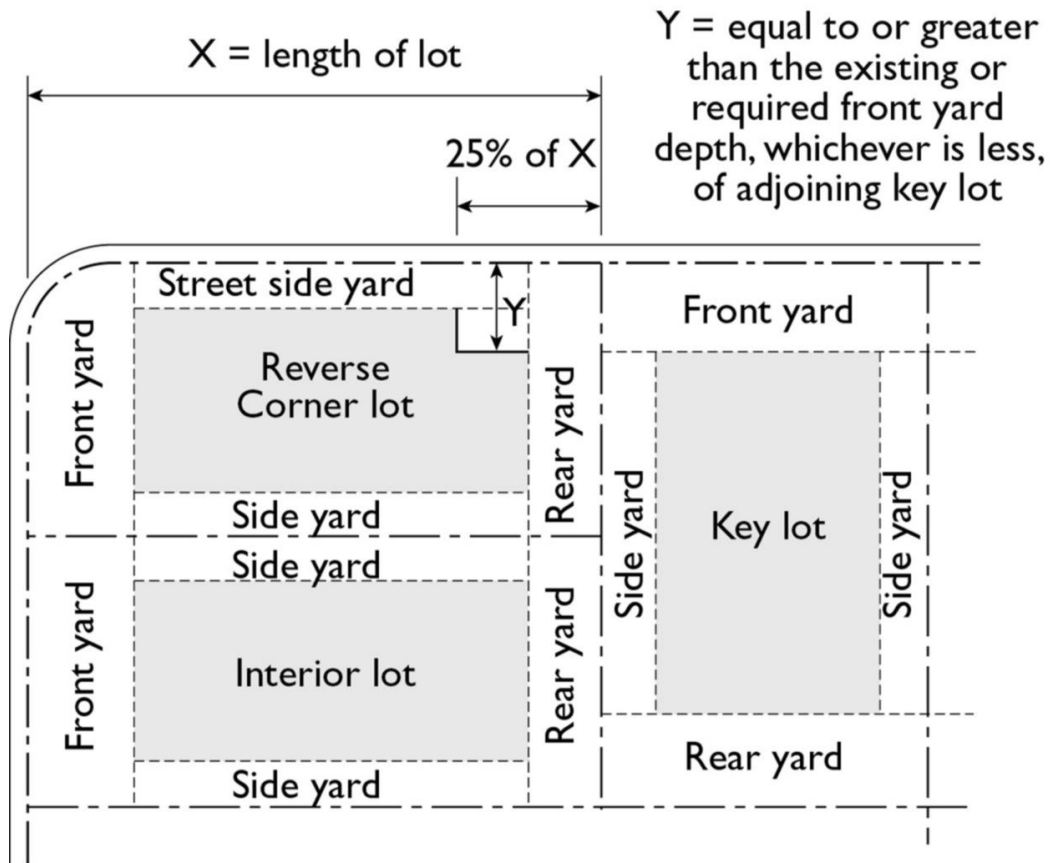 X = length of lot
Y = equal to or greater
than the existing or
required front yard
depth, whichever is less,
of adjoining key lot
25% of X
Street side yard
Y
Front yard
Front yard
Reverse
Corner lot
Rear yard
Side yard
Side yard
Key lot
Side yard
Side yard
Front yard
Interior lot
Rear yard
Side yard
Rear yard